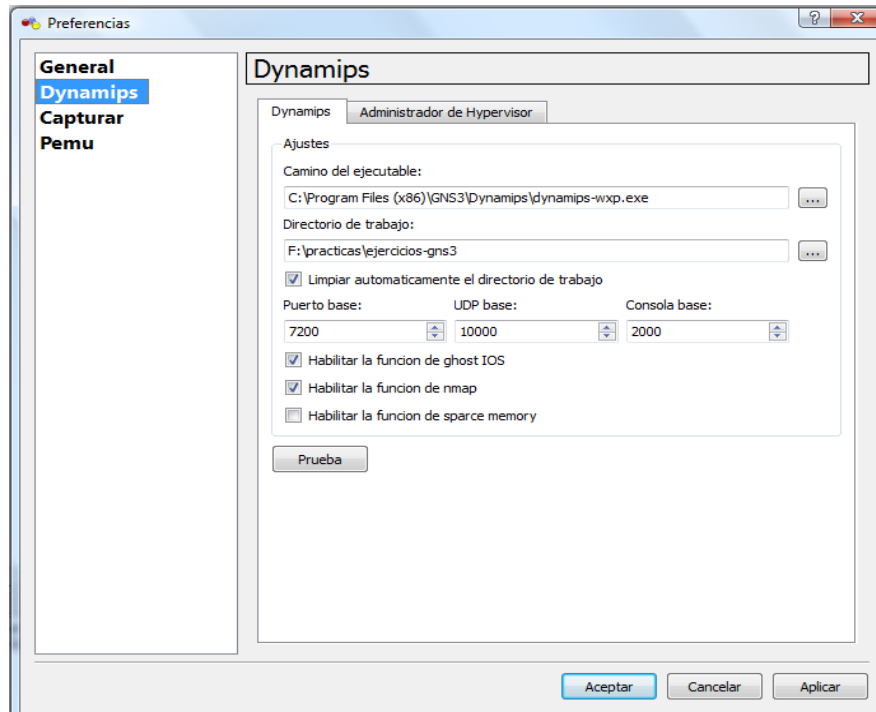 Preferencias
General
Dynamips
Capturar
Pemu
Dynamips
Dynamips
Administrador de Hypervisor
Ajustes
Camino del ejecutable:
C:\Program Files (x86)\GNS3\Dynamips\dynamips-wxp.exe
...
Directorio de trabajo:
F:\practicas\ejercicios-gns3
...
Limpiar automaticamente el directorio de trabajo
Puerto base: UDP base: Consola base:
7200 10000 2000
Habilitar la funcion de ghost IOS
Habilitar la funcion de nmap
Habilitar la funcion de sparce memory
Prueba
Aceptar Cancelar Aplicar